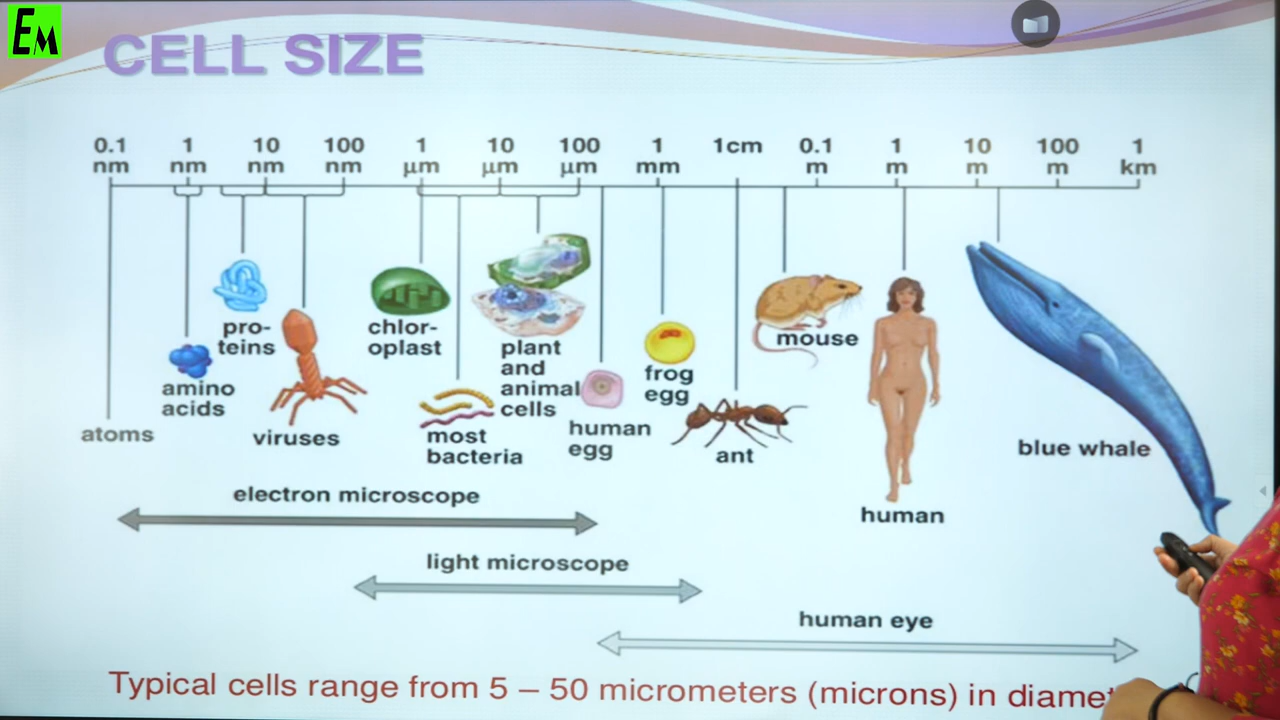 EM
CELL SIZE
0.1 1 10 100 1 10 100 1 1cm 0.1 1 10 100 1
nm nm nm nm μm μm μm mm m m m m km
pro-
teins
chlor-
oplast
plant
and
animal
cells
mouse
frog
egg
amino
acids
atoms
viruses
most
bacteria
human
egg
ant
blue whale
human
electron microscope
light microscope
human eye
Typical cells range from 5 – 50 micrometers (microns) in